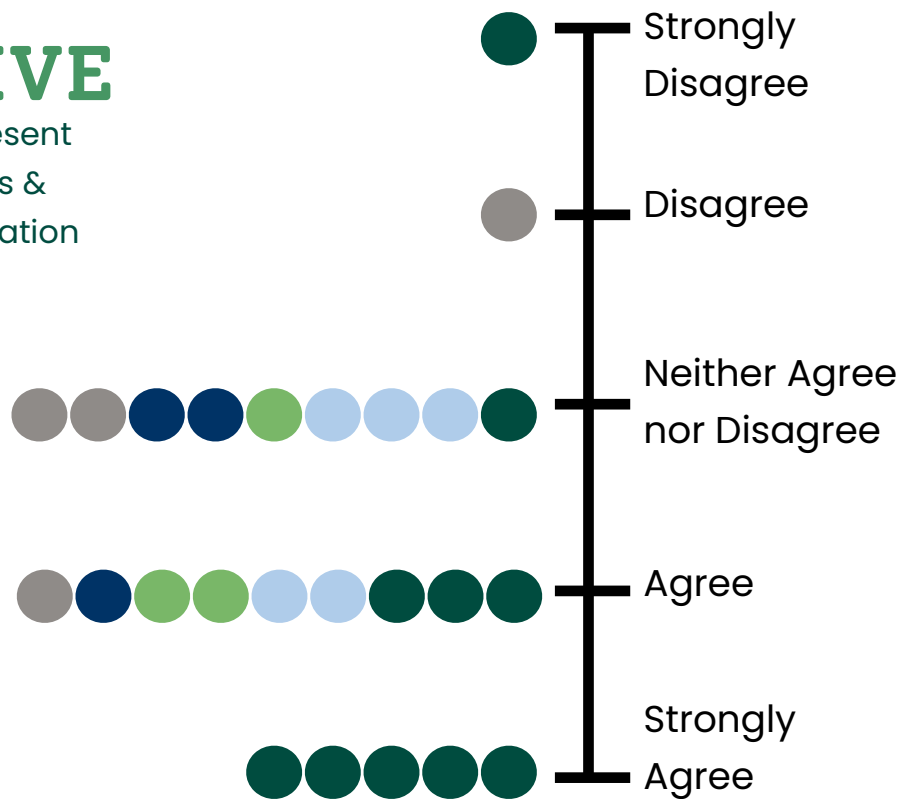 IVE
esent
s &
ation
Strongly
Disagree
Disagree
Neither Agree
nor Disagree
Agree
Strongly
Agree